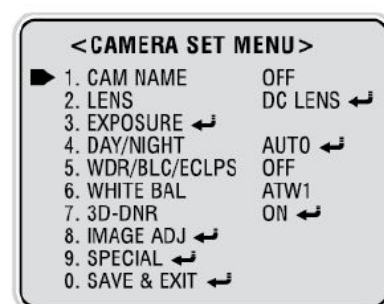 <CAMERA SET MENU>
1. CAM NAME OFF
2. LENS DC LENS ↵
3. EXPOSURE ↵
4. DAY/NIGHT AUTO ↵
5. WDR/BLC/ECLPS OFF
6. WHITE BAL ATW1
7. 3D-DNR ON ↵
8. IMAGE ADJ ↵
9. SPECIAL ↵
0. SAVE & EXIT ↵